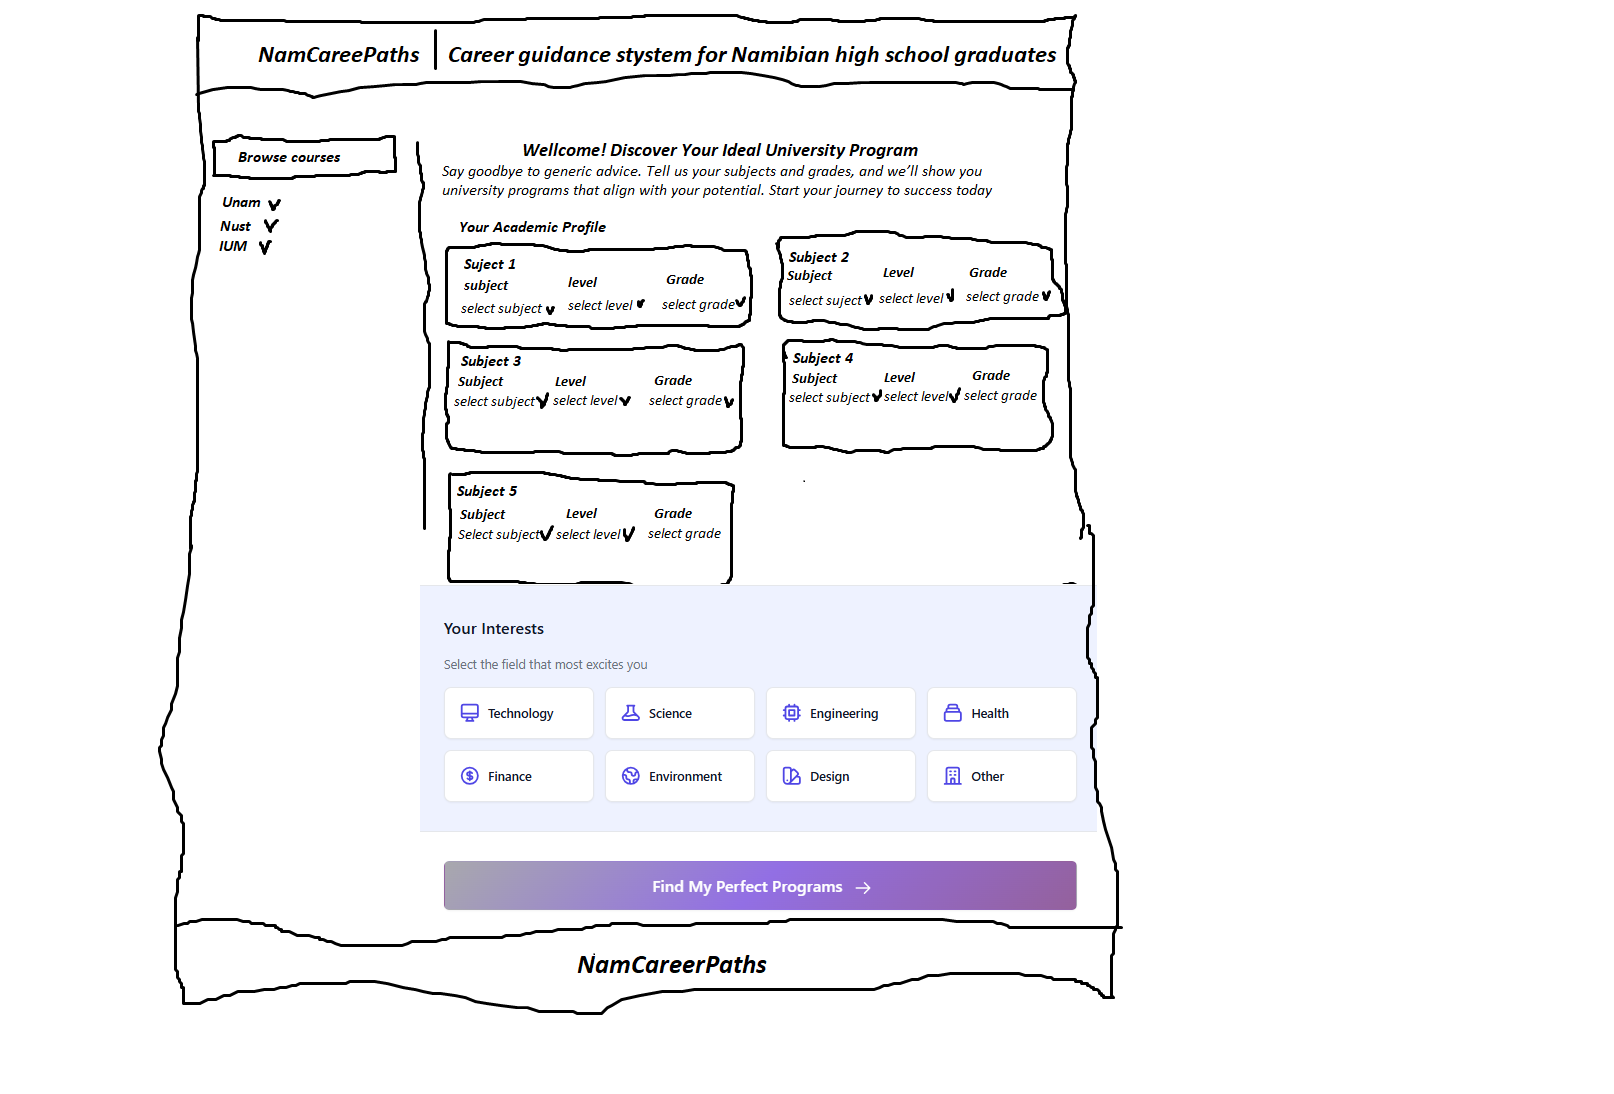 NamCareePaths | Career guidance stystem for Namibian high school graduates
Browse courses
Unam
Nust
IUM
Wellcome! Discover Your Ideal University Program
Say goodbye to generic advice. Tell us your subjects and grades, and we'll show you
university programs that align with your potential. Start your journey to success today
Your Academic Profile
Suject 1
subject level Grade
select subject select level select grade
Subject 2
Subject Level Grade
select suject select level select grade
Subject 3
Subject Level Grade
select subject select level select grade
Subject 4
Subject Level Grade
select subject select level select grade
Subject 5
Subject Level Grade
Select subject select level select grade
Your Interests
Select the field that most excites you
Technology Science Engineering Health
Finance Environment Design Other
Find My Perfect Programs →
NamCareerPaths